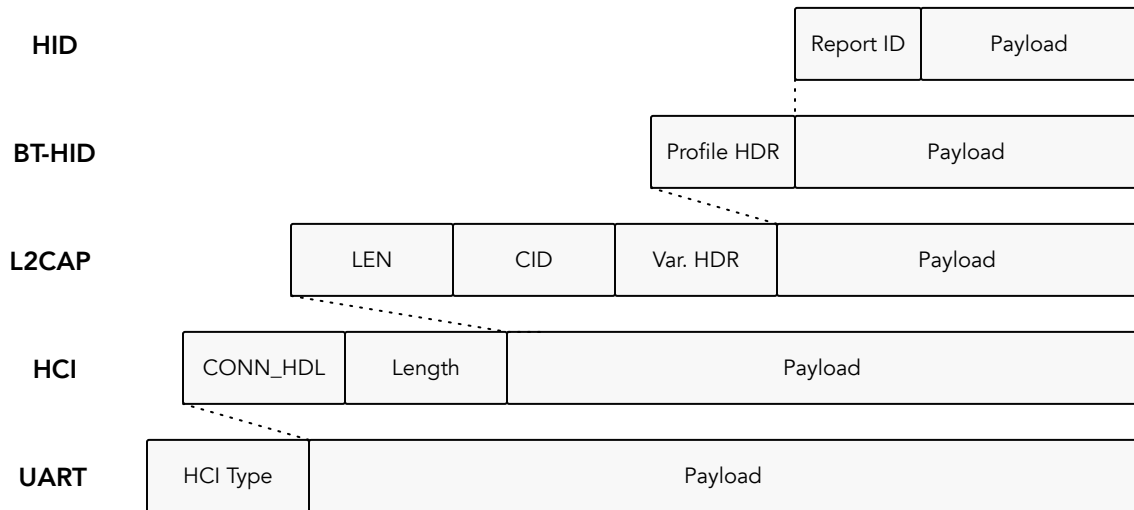 HID Report ID Payload
BT-HID Profile HDR Payload
L2CAP LEN CID Var. HDR Payload
HCI CONN_HDL Length Payload
UART HCI Type Payload